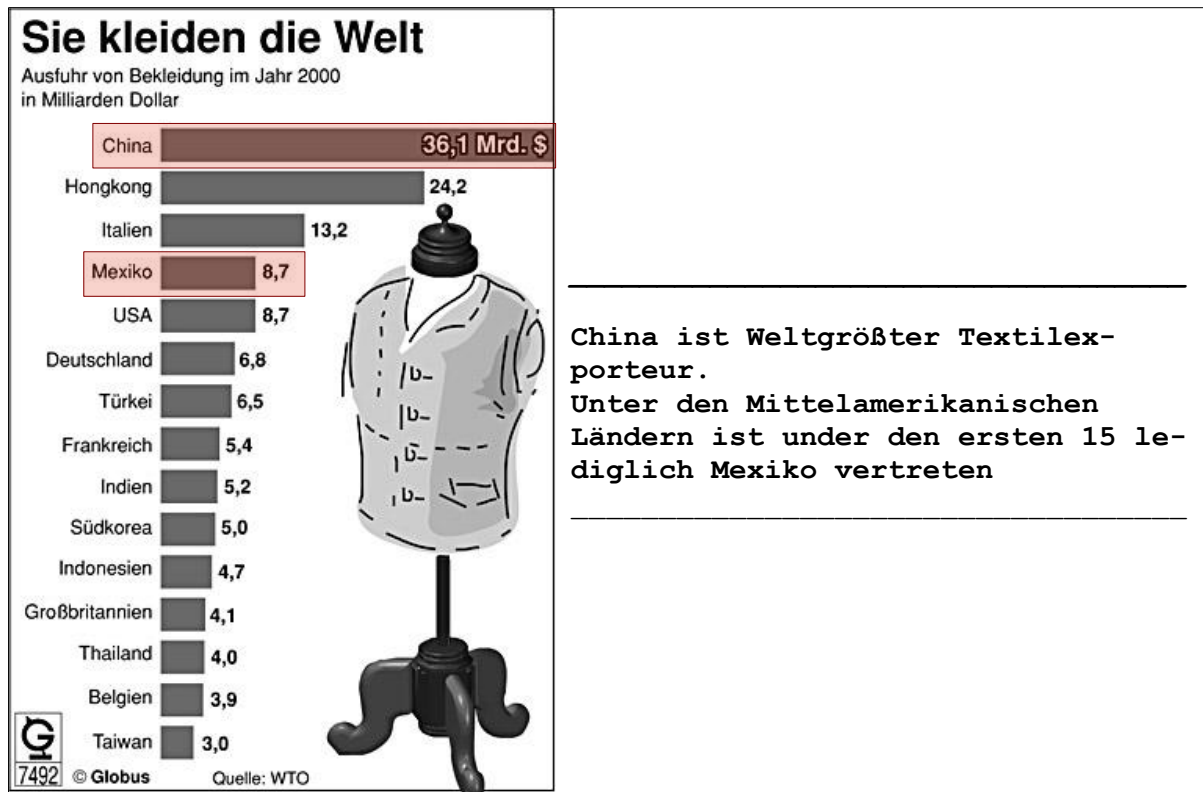 Sie kleiden die Welt
Ausfuhr von Bekleidung im Jahr 2000
in Milliarden Dollar
China 36,1 Mrd. $
Hongkong 24,2
Italien 13,2
Mexiko 8,7
USA 8,7
Deutschland 6,8
Türkei 6,5
Frankreich 5,4
Indien 5,2
Südkorea 5,0
Indonesien 4,7
Großbritannien 4,1
Thailand 4,0
Belgien 3,9
Taiwan 3,0
G
7492 © Globus Quelle: WTO
China ist Weltgrößter Textilex-
porteur.
Unter den Mittelamerikanischen
Ländern ist under den ersten 15 le-
diglich Mexiko vertreten